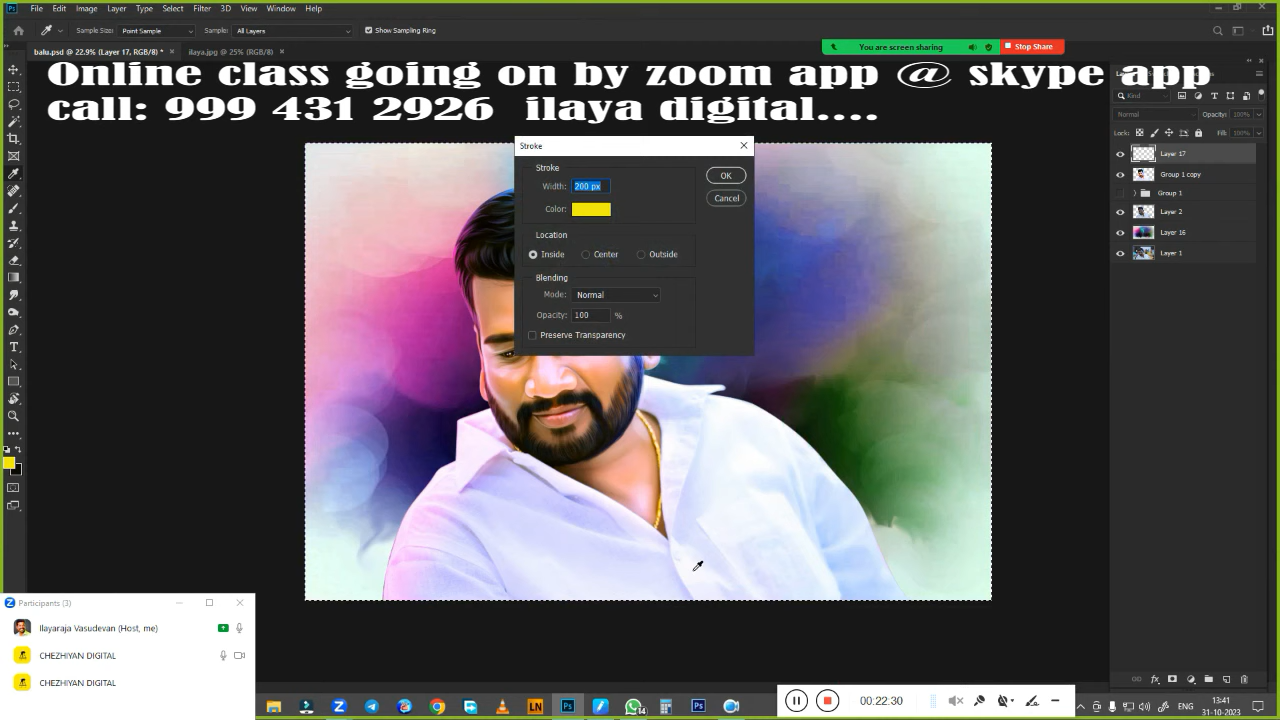 File Edit Image Layer Type Select Filter 3D View Window Help
Sample Size: Point Sample Sample: All Layers Show Sampling Ring
balu.psd @ 22.9% (Layer 17, RGB/8) * × ilaya.jpg @ 25% (RGB/8) ×
You are screen sharing Stop Share
Online class going on by zoom app @ skype app
call: 999 431 2926 ilaya digital....
Kind
Normal Opacity: 100%
Lock: Fill: 100%
Layer 17
Group 1 copy
Group 1
Layer 2
Layer 16
Layer 1
Stroke
Stroke
Width: 200 px
Color:
OK
Cancel
Location
Inside Center Outside
Blending
Mode: Normal
Opacity: 100 %
Preserve Transparency
Participants (3)
Ilayaraja Vasudevan (Host, me)
CHEZHIYAN DIGITAL
CHEZHIYAN DIGITAL
LN Ps 14 Ps
00:22:30
ENG
13:41
31-10-2023